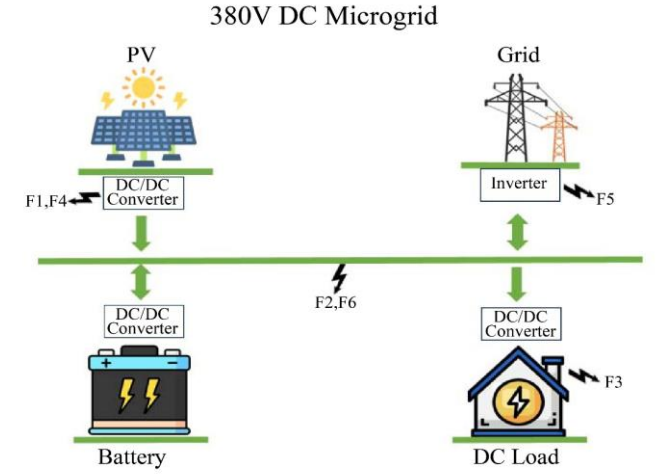 380V DC Microgrid
PV
Grid
DC/DC
Converter
Inverter
F1,F4
F5
F2,F6
DC/DC
Converter
DC/DC
Converter
+ −
F3
Battery
DC Load